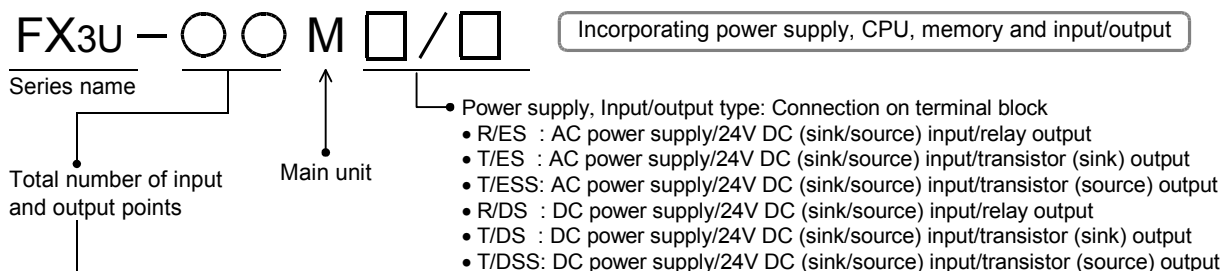 FX3U – ○○ M □/□
Incorporating power supply, CPU, memory and input/output
Series name
Total number of input
and output points
Main unit
Power supply, Input/output type: Connection on terminal block
• R/ES : AC power supply/24V DC (sink/source) input/relay output
• T/ES : AC power supply/24V DC (sink/source) input/transistor (sink) output
• T/ESS: AC power supply/24V DC (sink/source) input/transistor (source) output
• R/DS : DC power supply/24V DC (sink/source) input/relay output
• T/DS : DC power supply/24V DC (sink/source) input/transistor (sink) output
• T/DSS: DC power supply/24V DC (sink/source) input/transistor (source) output